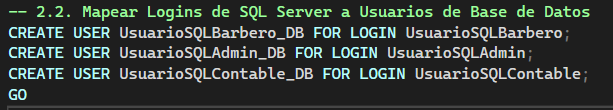 -- 2.2. Mapear Logins de SQL Server a Usuarios de Base de Datos
CREATE USER UsuarioSQLBarbero_DB FOR LOGIN UsuarioSQLBarbero;
CREATE USER UsuarioSQLAdmin_DB FOR LOGIN UsuarioSQLAdmin;
CREATE USER UsuarioSQLContable_DB FOR LOGIN UsuarioSQLContable;
GO